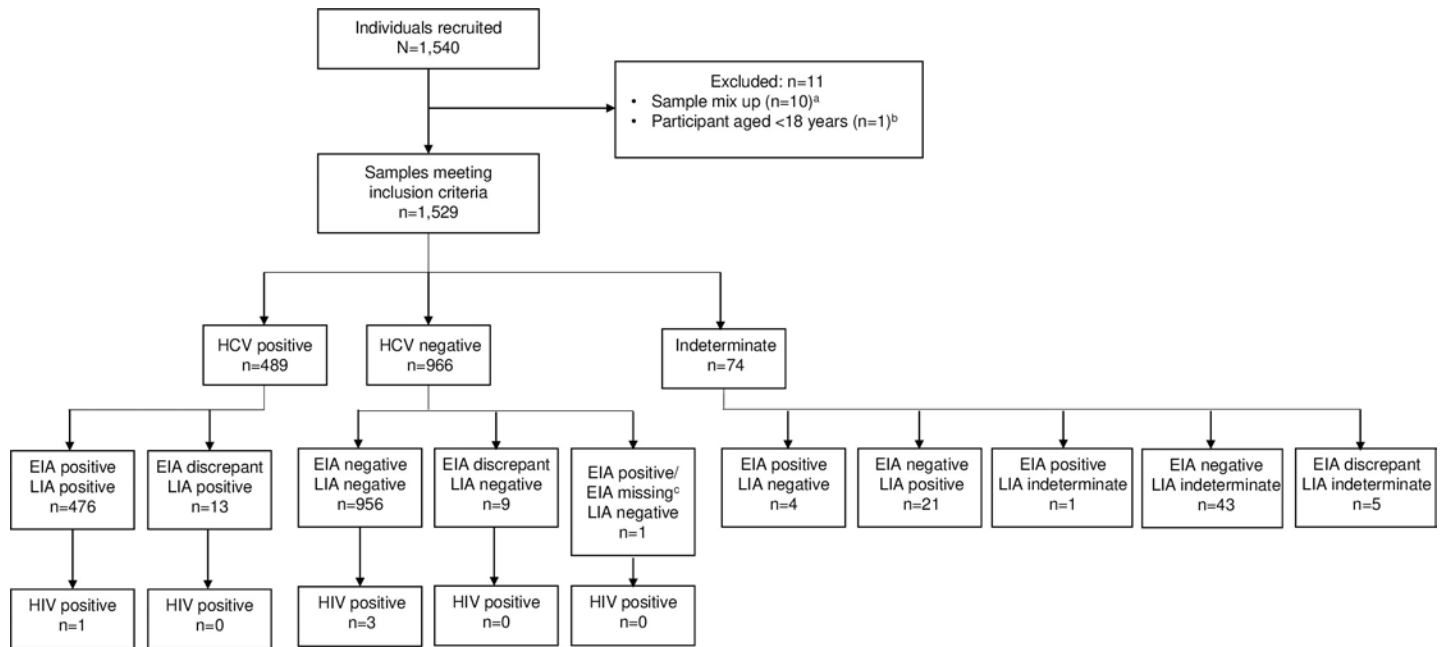 Individuals recruited
N=1,540
Excluded: n=11
• Sample mix up (n=10)a
• Participant aged <18 years (n=1)b
Samples meeting
inclusion criteria
n=1,529
HCV positive
n=489
HCV negative
n=966
Indeterminate
n=74
EIA positive
LIA positive
n=476
EIA discrepant
LIA positive
n=13
EIA negative
LIA negative
n=956
EIA discrepant
LIA negative
n=9
EIA positive/
EIA missingc
LIA negative
n=1
EIA positive
LIA negative
n=4
EIA negative
LIA positive
n=21
EIA positive
LIA indeterminate
n=1
EIA negative
LIA indeterminate
n=43
EIA discrepant
LIA indeterminate
n=5
HIV positive
n=1
HIV positive
n=0
HIV positive
n=3
HIV positive
n=0
HIV positive
n=0